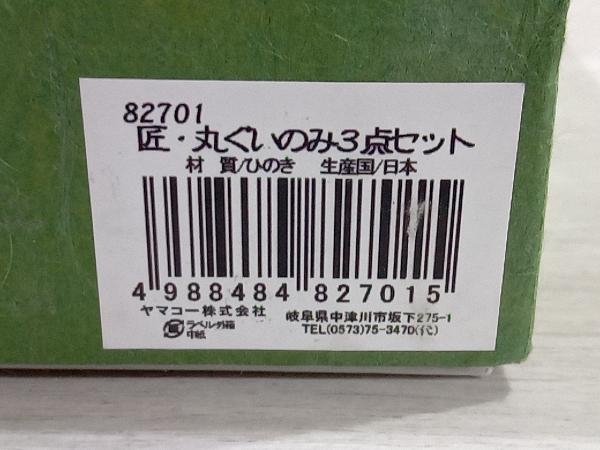 82701
匠・丸ぐいのみ3点セット
材 質/ひのき 生産国/日本
4 988484 827015
ヤマコー株式会社 岐阜県中津川市坂下275-1
ラベル外箱 TEL(0573)75-3470(代)
中紙